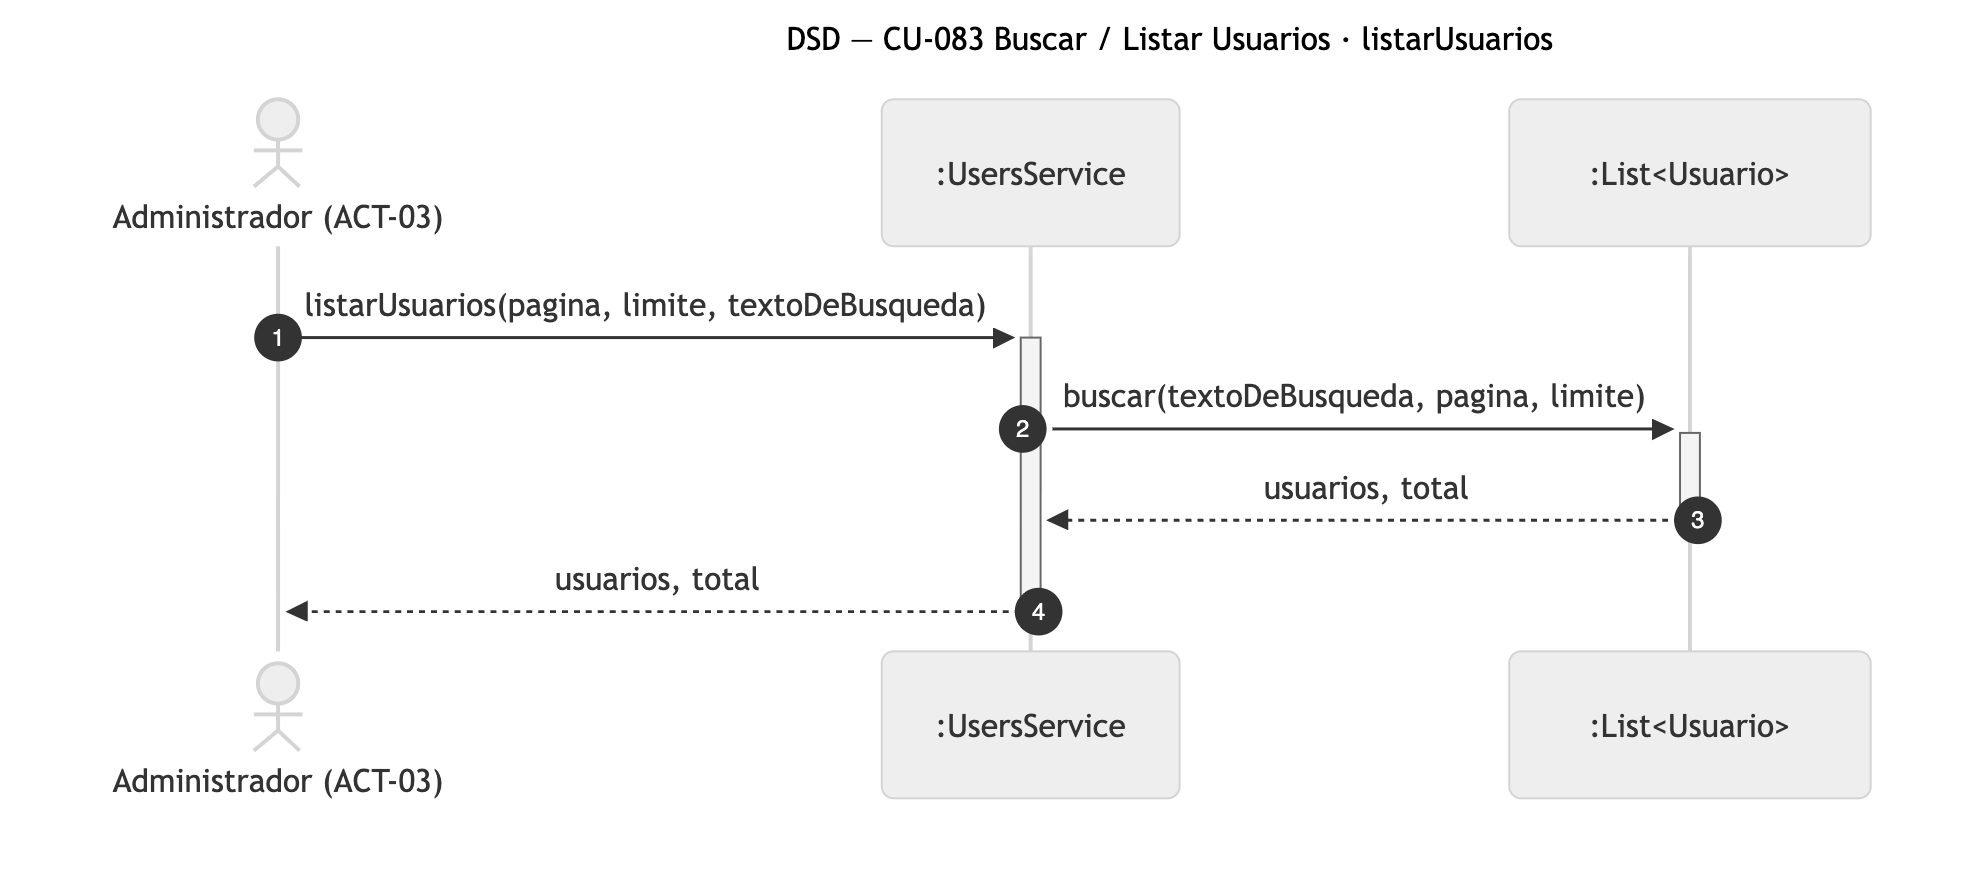 DSD — CU-083 Buscar / Listar Usuarios · listarUsuarios
Administrador (ACT-03)
:UsersService
:List<Usuario>
listarUsuarios(pagina, limite, textoDeBusqueda)
1
buscar(textoDeBusqueda, pagina, limite)
2
usuarios, total
3
usuarios, total
4
Administrador (ACT-03)
:UsersService
:List<Usuario>